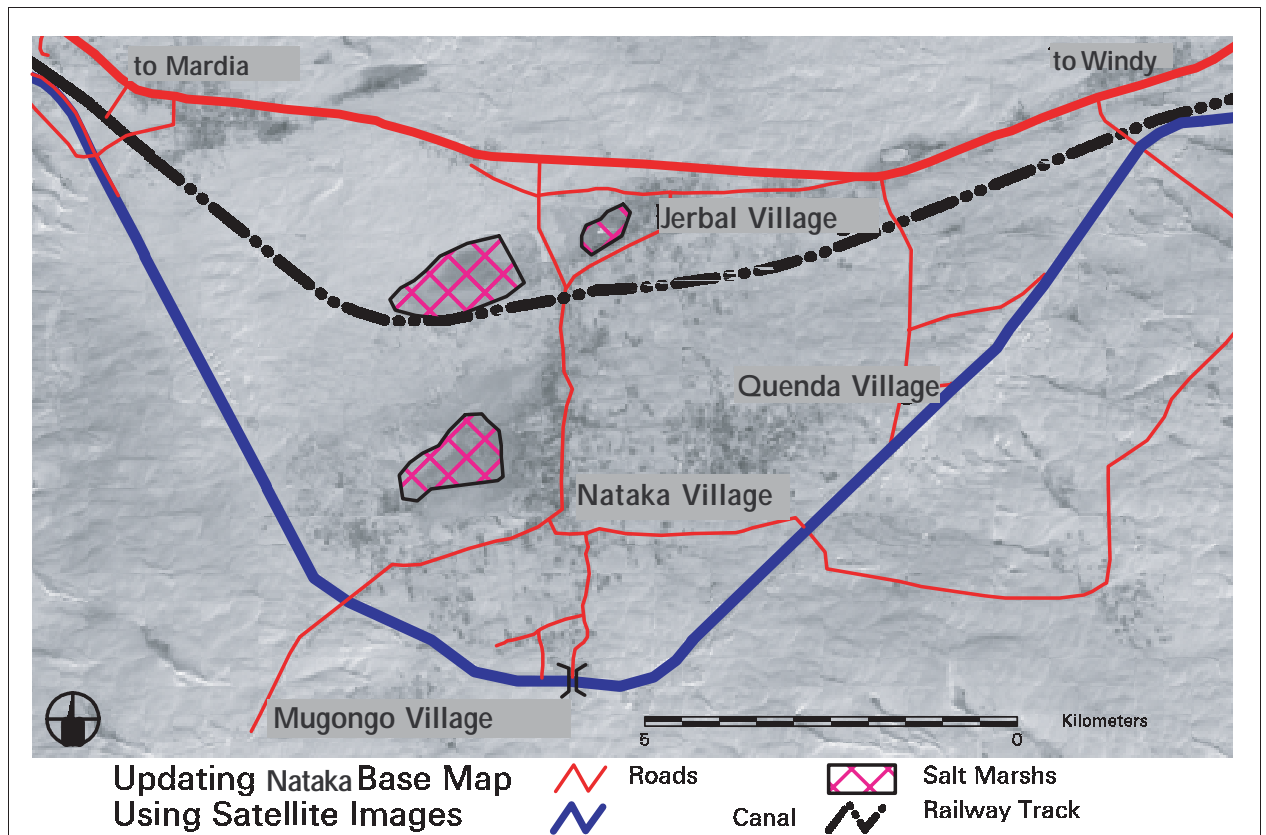 to Mardia
to Windy
Jerbal Village
Quenda Village
Nataka Village
Mugongo Village
5 0 Kilometers
Updating Nataka Base Map
Using Satellite Images
Roads
Canal
Salt Marshs
Railway Track